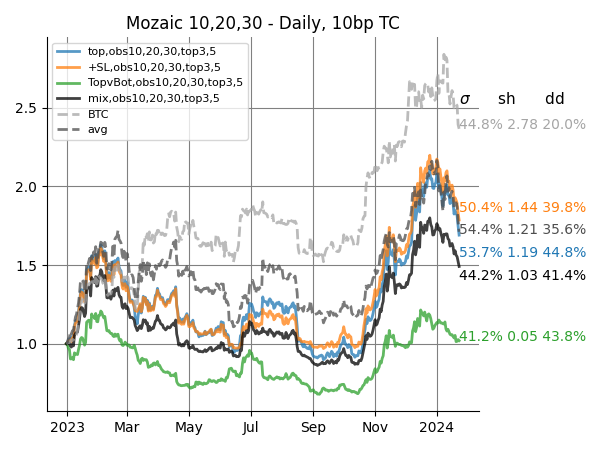 Mozaic 10,20,30 - Daily, 10bp TC
top,obs10,20,30,top3,5
+SL,obs10,20,30,top3,5
TopvBot,obs10,20,30,top3,5
mix,obs10,20,30,top3,5
BTC
avg
σ sh dd
44.8% 2.78 20.0%
50.4% 1.44 39.8%
54.4% 1.21 35.6%
53.7% 1.19 44.8%
44.2% 1.03 41.4%
41.2% 0.05 43.8%
2.5
2.0
1.5
1.0
2023 Mar May Jul Sep Nov 2024